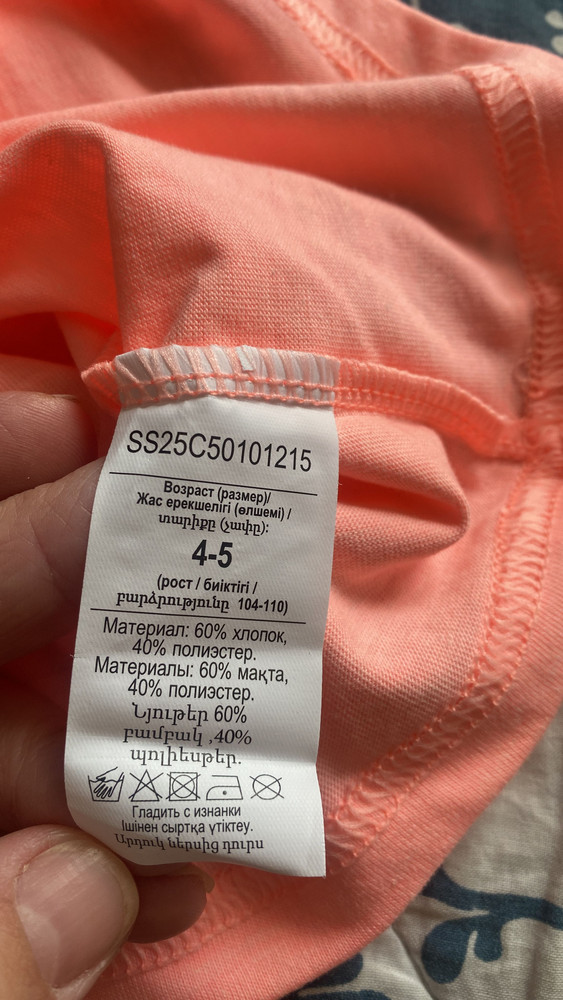 SS25C50101215
Возраст (размер)/
Жас ерекшелігі (өлшемі) /
տարիքը (չափը):
4-5
(рост / биіктігі /
բարձրությունը 104-110)
Материал: 60% хлопок,
40% полиэстер.
Материалы: 60% мақта,
40% полиэстер.
Նյութեր 60%
բամբակ ,40%
պոլիեսթեր.
Гладить с изнанки
Ішінен сыртқа үтіктеу.
Արդուկ ներսից դուրս